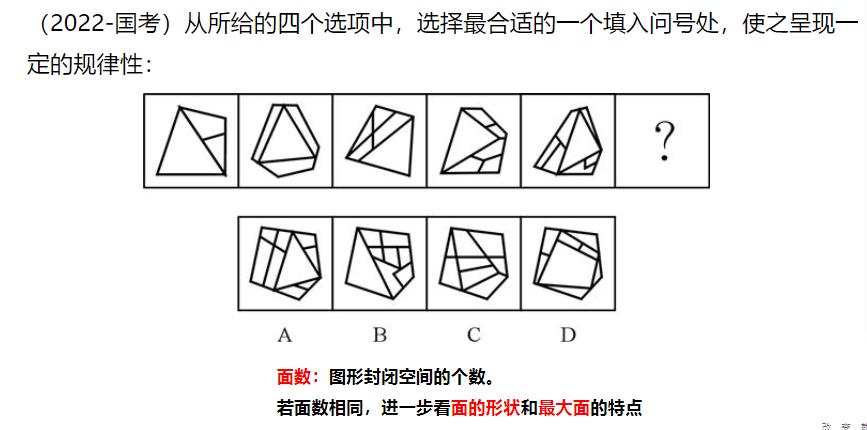 （2022-国考）从所给的四个选项中，选择最合适的一个填入问号处，使之呈现一
定的规律性：
?
A B C D
面数：图形封闭空间的个数。
若面数相同，进一步看面的形状和最大面的特点